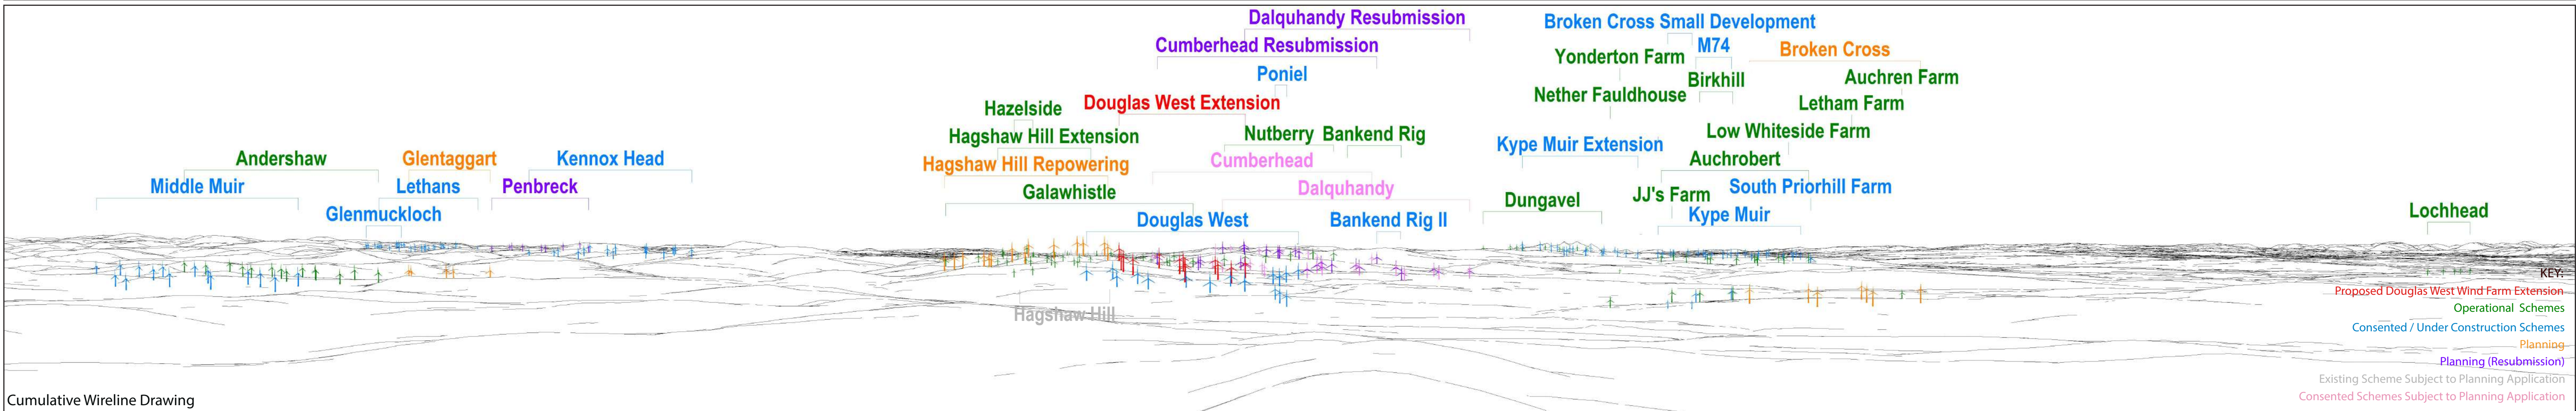 Dalquhandy Resubmission
Broken Cross Small Development
Cumberhead Resubmission
M74
Broken Cross
Yonderton Farm
Poniel
Birkhill
Auchren Farm
Nether Fauldhouse
Douglas West Extension
Letham Farm
Hazelside
Hagshaw Hill Extension
Nutberry
Bankend Rig
Low Whiteside Farm
Kype Muir Extension
Andershaw
Glentaggart
Kennox Head
Hagshaw Hill Repowering
Cumberhead
Auchrobert
Middle Muir
Lethans
Penbreck
Galawhistle
Dalquhandy
JJ's Farm
South Priorhill Farm
Dungavel
Glenmuckloch
Douglas West
Bankend Rig II
Kype Muir
Lochhead
Hagshaw Hill
KEY:
Proposed Douglas West Wind Farm Extension
Operational Schemes
Consented / Under Construction Schemes
Planning
Planning (Resubmission)
Existing Scheme Subject to Planning Application
Consented Schemes Subject to Planning Application
Cumulative Wireline Drawing